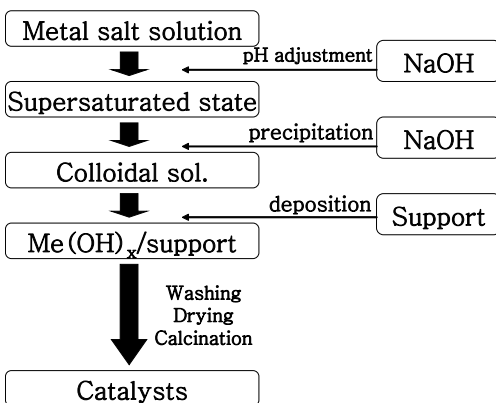 Metal salt solution
pH adjustment
NaOH
Supersaturated state
precipitation
NaOH
Colloidal sol.
deposition
Support
Me(OH)x/support
Washing
Drying
Calcination
Catalysts